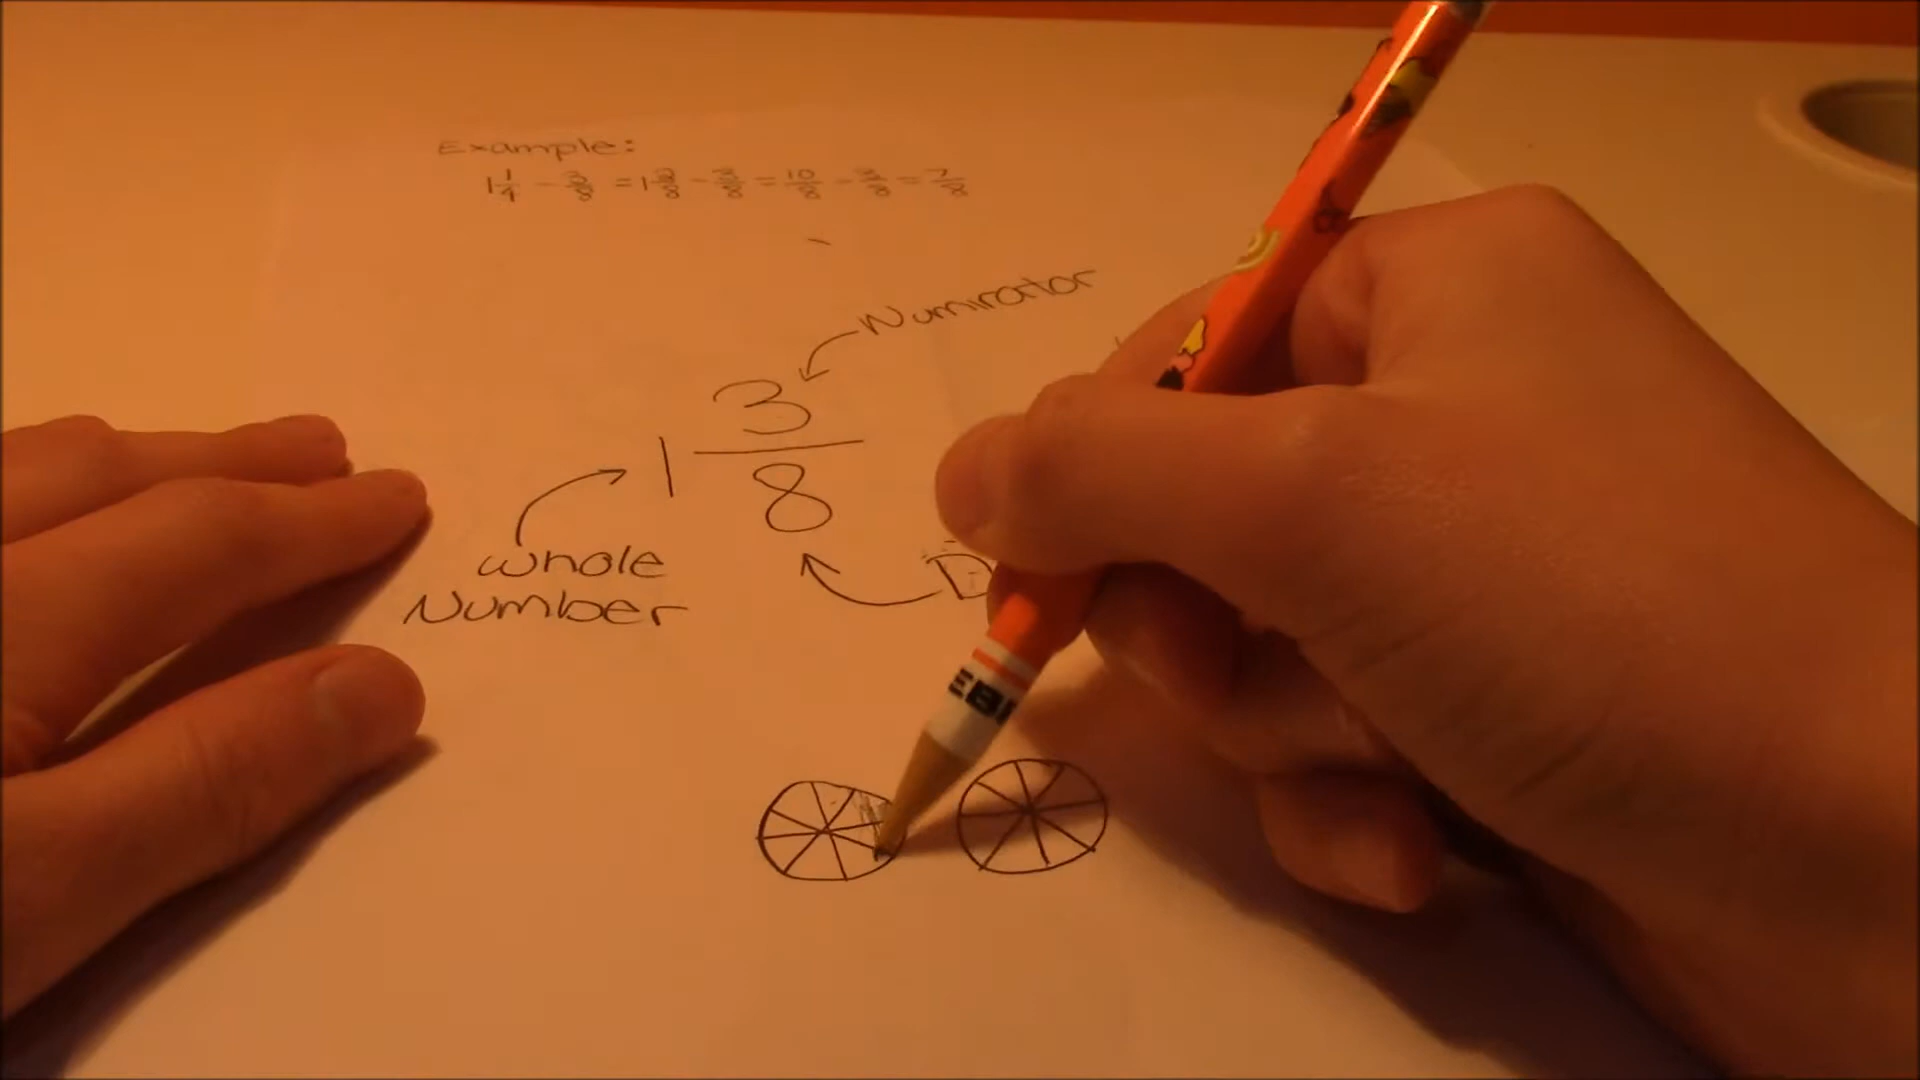 Example:
1 1/4 - 3/8 = 1 2/8 - 3/8 = 10/8 - 3/8 = 7/8
Numirator
1 3/8
whole
Number
D